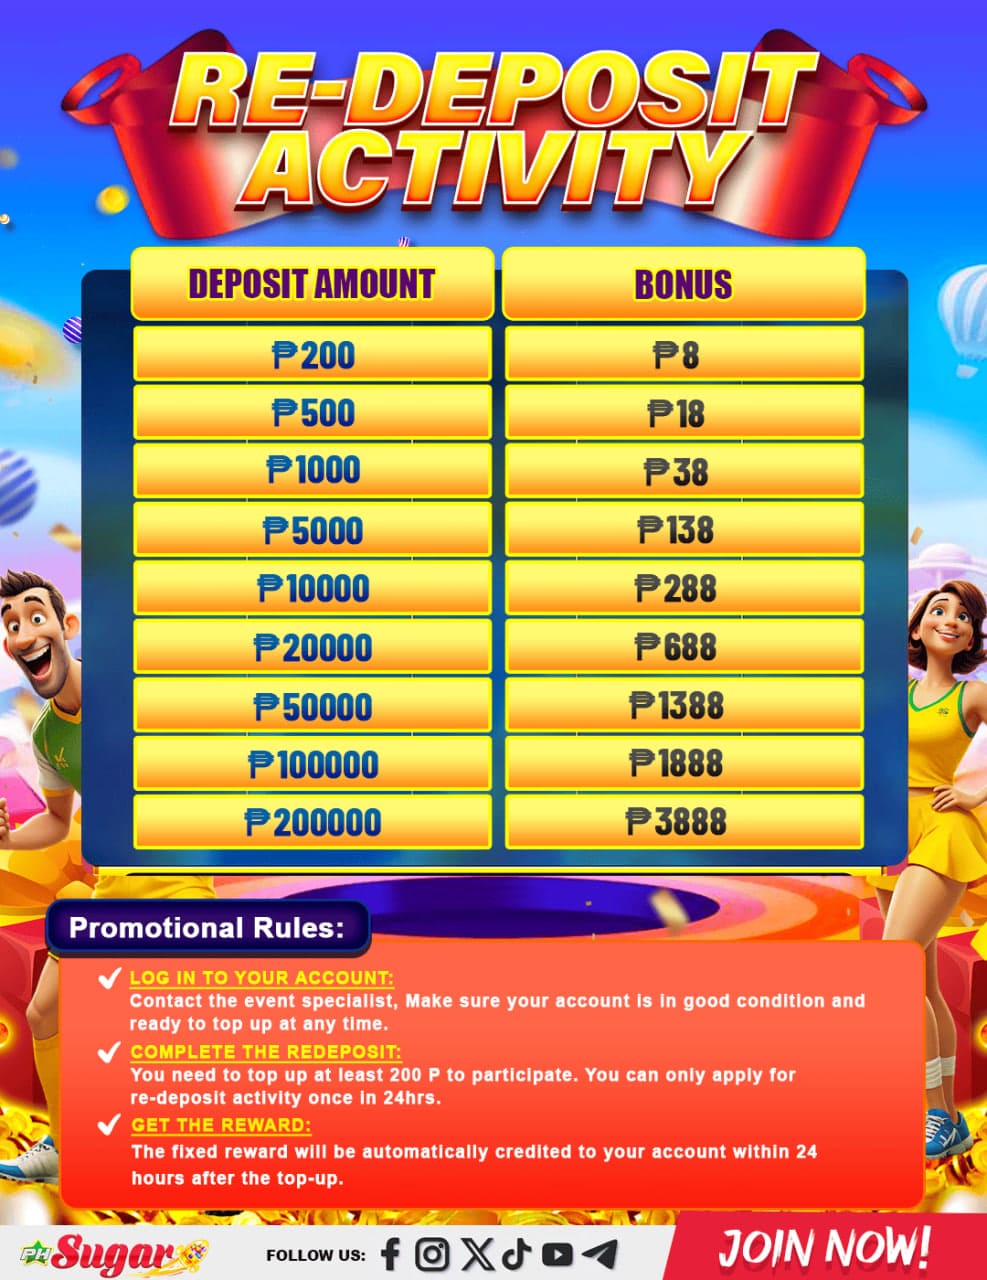 RE-DEPOSIT
ACTIVITY
DEPOSIT AMOUNT BONUS
₱200 ₱8
₱500 ₱18
₱1000 ₱38
₱5000 ₱138
₱10000 ₱288
₱20000 ₱688
₱50000 ₱1388
₱100000 ₱1888
₱200000 ₱3888
Promotional Rules:
LOG IN TO YOUR ACCOUNT:
Contact the event specialist, Make sure your account is in good condition and
ready to top up at any time.
COMPLETE THE REDEPOSIT:
You need to top up at least 200 P to participate. You can only apply for
re-deposit activity once in 24hrs.
GET THE REWARD:
The fixed reward will be automatically credited to your account within 24
hours after the top-up.
PH Sugar FOLLOW US: JOIN NOW!